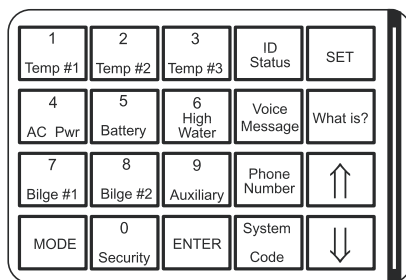 1 2 3 ID
Temp #1 Temp #2 Temp #3 Status SET
4 5 6 Voice
AC Pwr Battery High Water Message What is?
7 8 9 Phone
Bilge #1 Bilge #2 Auxiliary Number
MODE 0 ENTER System
Security Code